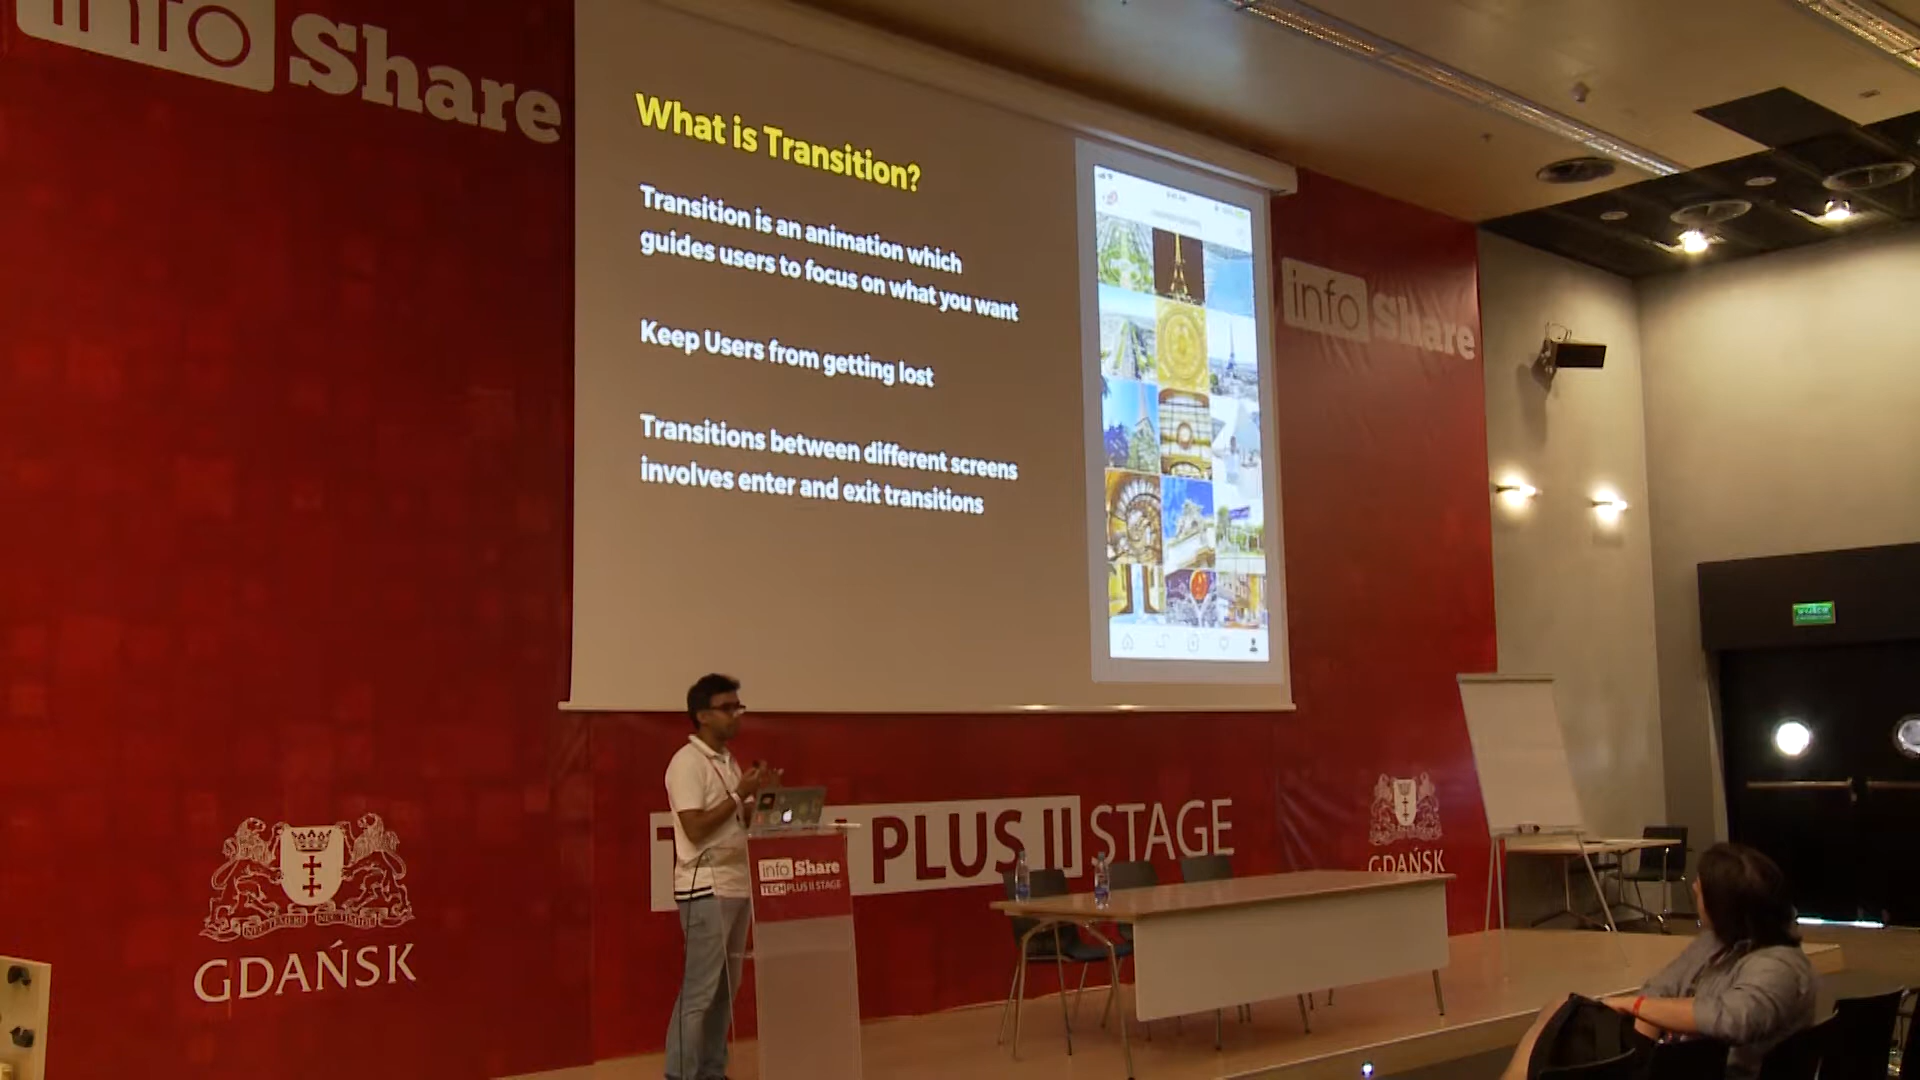 info Share
What is Transition?
Transition is an animation which
guides users to focus on what you want
Keep Users from getting lost
Transitions between different screens
involves enter and exit transitions
info Share
PLUS II STAGE
info Share
TECH PLUS II STAGE
GDAŃSK
GDAŃSK